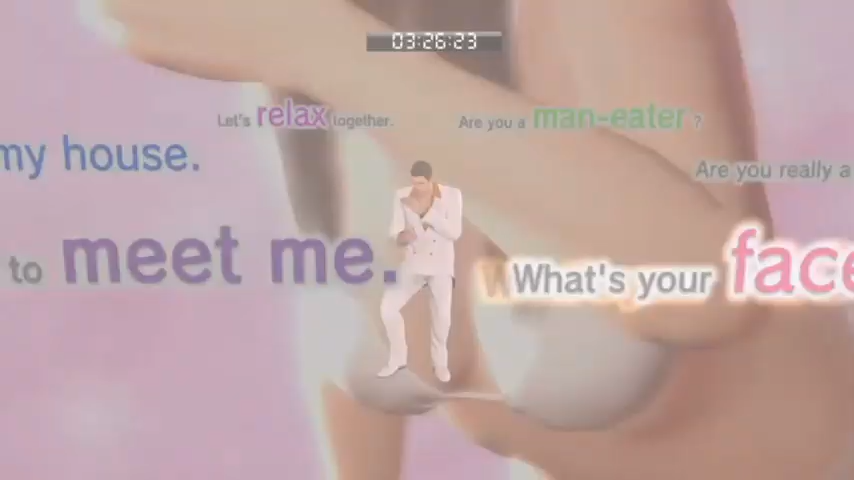 03:26:23
Let's relax together.
Are you a man-eater ?
my house.
Are you really a
to meet me.
What's your face